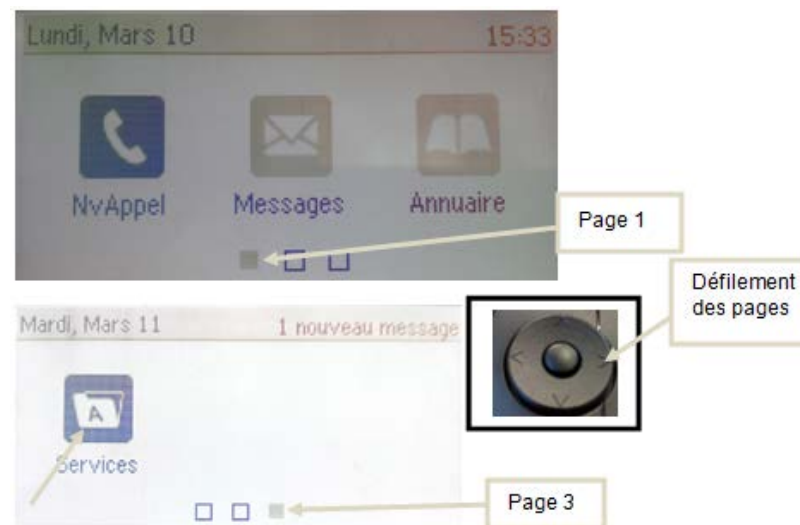 Lundi, Mars 10 15:33
NvAppel Messages Annuaire
Page 1
Défilement
des pages
Mardi, Mars 11 1 nouveau message
A
Services
Page 3